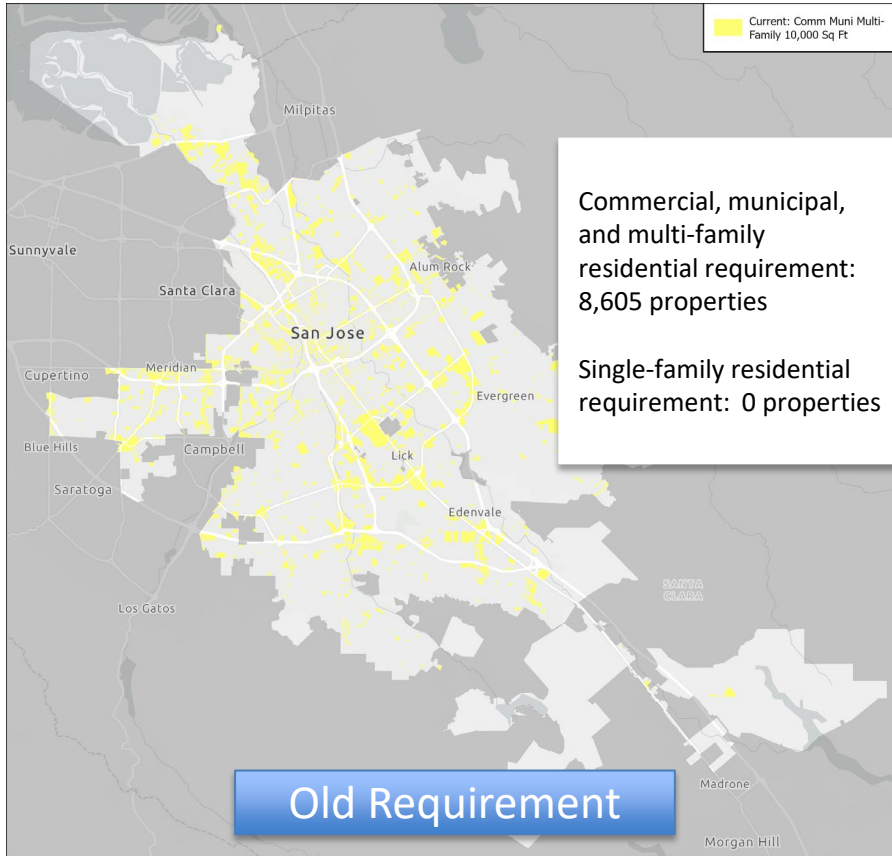 Current: Comm Muni Multi-
Family 10,000 Sq Ft
Milpitas
Commercial, municipal,
and multi-family
residential requirement:
8,605 properties
Single-family residential
requirement: 0 properties
Sunnyvale
Alum Rock
Santa Clara
San Jose
Cupertino
Meridian
Evergreen
Blue Hills
Campbell
Lick
Saratoga
Edenvale
SANTA
CLARA
Los Gatos
Old Requirement
Madrone
Morgan Hill